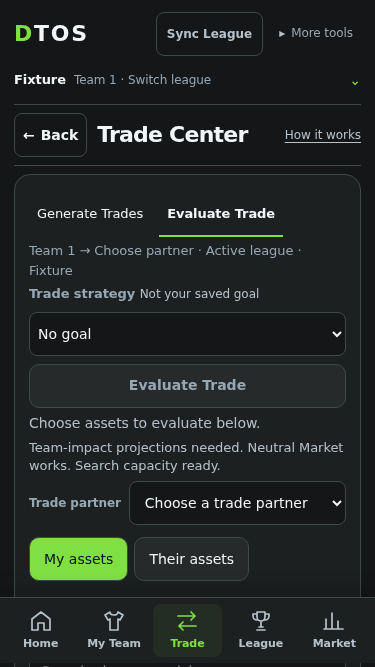 DTOS
Sync League
▸ More tools
Fixture Team 1 · Switch league
← Back
Trade Center
How it works
Generate Trades
Evaluate Trade
Team 1 → Choose partner · Active league ·
Fixture
Trade strategy Not your saved goal
No goal
Evaluate Trade
Choose assets to evaluate below.
Team-impact projections needed. Neutral Market
works. Search capacity ready.
Trade partner
Choose a trade partner
My assets
Their assets
Home
My Team
Trade
League
Market